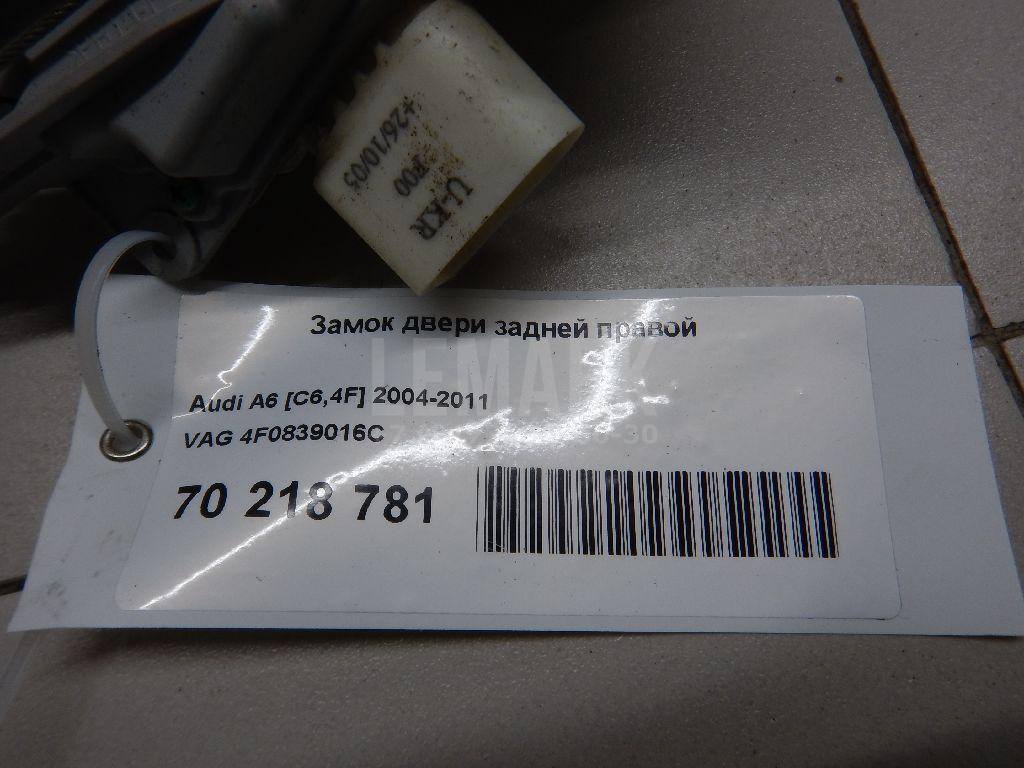 +26/10/05
F00
U-KR
Замок двери задней правой
LEMARK
Audi A6 [C6,4F] 2004-2011
VAG 4F0839016C
70 218 781